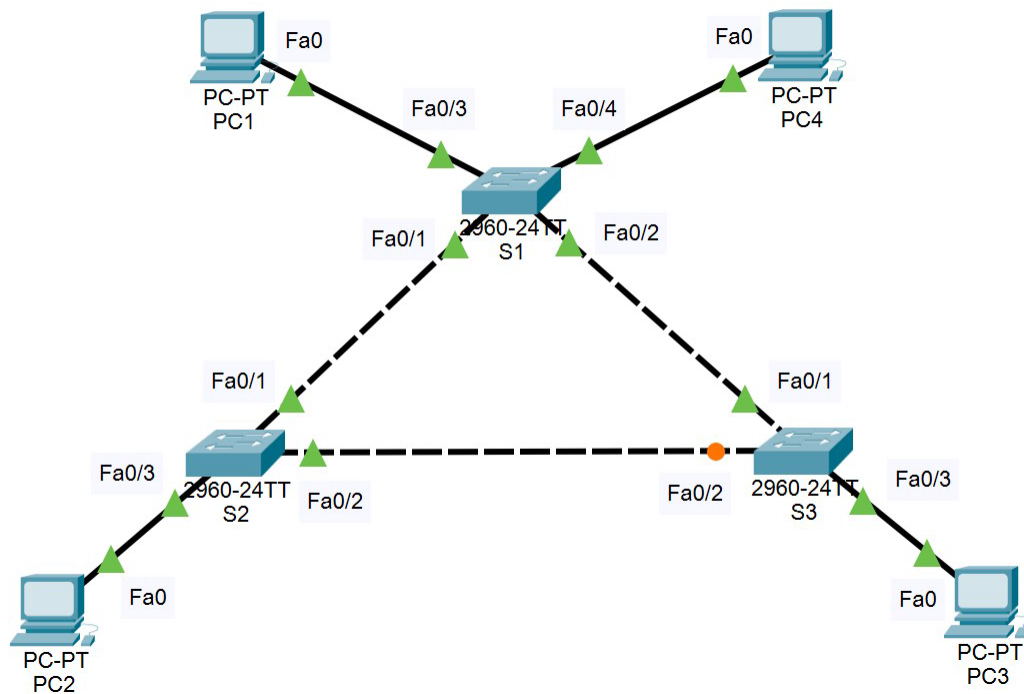 Fa0
Fa0
PC-PT
PC1
PC-PT
PC4
Fa0/3
Fa0/4
2960-24TT
S1
Fa0/1
Fa0/2
Fa0/1
Fa0/1
2960-24TT
S2
2960-24TT
S3
Fa0/3
Fa0/2
Fa0/2
Fa0/3
Fa0
Fa0
PC-PT
PC2
PC-PT
PC3